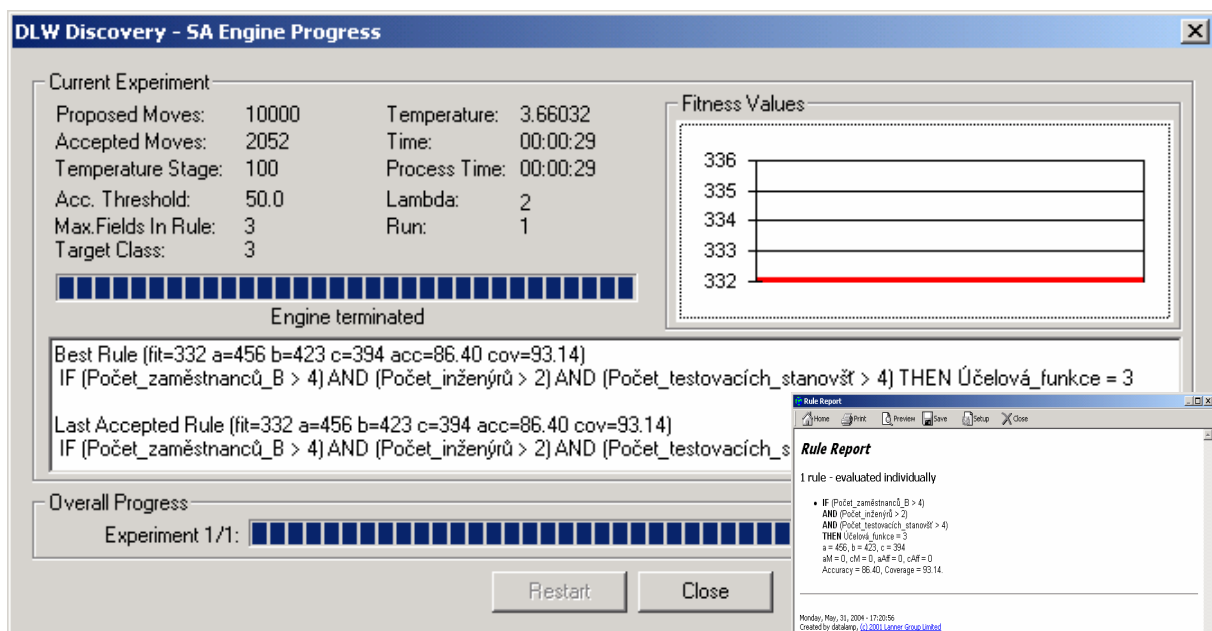 DLW Discovery - SA Engine Progress
Current Experiment
Proposed Moves: 10000 Temperature: 3.66032
Accepted Moves: 2052 Time: 00:00:29
Temperature Stage: 100 Process Time: 00:00:29
Acc. Threshold: 50.0 Lambda: 2
Max.Fields In Rule: 3 Run: 1
Target Class: 3
Engine terminated
Fitness Values
336
335
334
333
332
Best Rule (fit=332 a=456 b=423 c=394 acc=86.40 cov=93.14)
IF (Počet_zaměstnanců_B > 4) AND (Počet_inženýrů > 2) AND (Počet_testovacích_stanovšť > 4) THEN Účelová_funkce = 3
Last Accepted Rule (fit=332 a=456 b=423 c=394 acc=86.40 cov=93.14)
IF (Počet_zaměstnanců_B > 4) AND (Počet_inženýrů > 2) AND (Počet_testovacích_s
Overall Progress
Experiment 1/1:
Restart Close
Rule Report
Home Print Preview Save Setup Close
Rule Report
1 rule - evaluated individually
• IF (Počet_zaměstnanců_B > 4)
AND (Počet_inženýrů > 2)
AND (Počet_testovacích_stanovšť > 4)
THEN Účelová_funkce = 3
a = 456, b = 423, c = 394
aM = 0, cM = 0, aAff = 0, cAff = 0
Accuracy = 86.40, Coverage = 93.14.
Monday, May, 31, 2004 - 17:20:56
Created by datalamp, (c) 2001 Lanner Group Limited